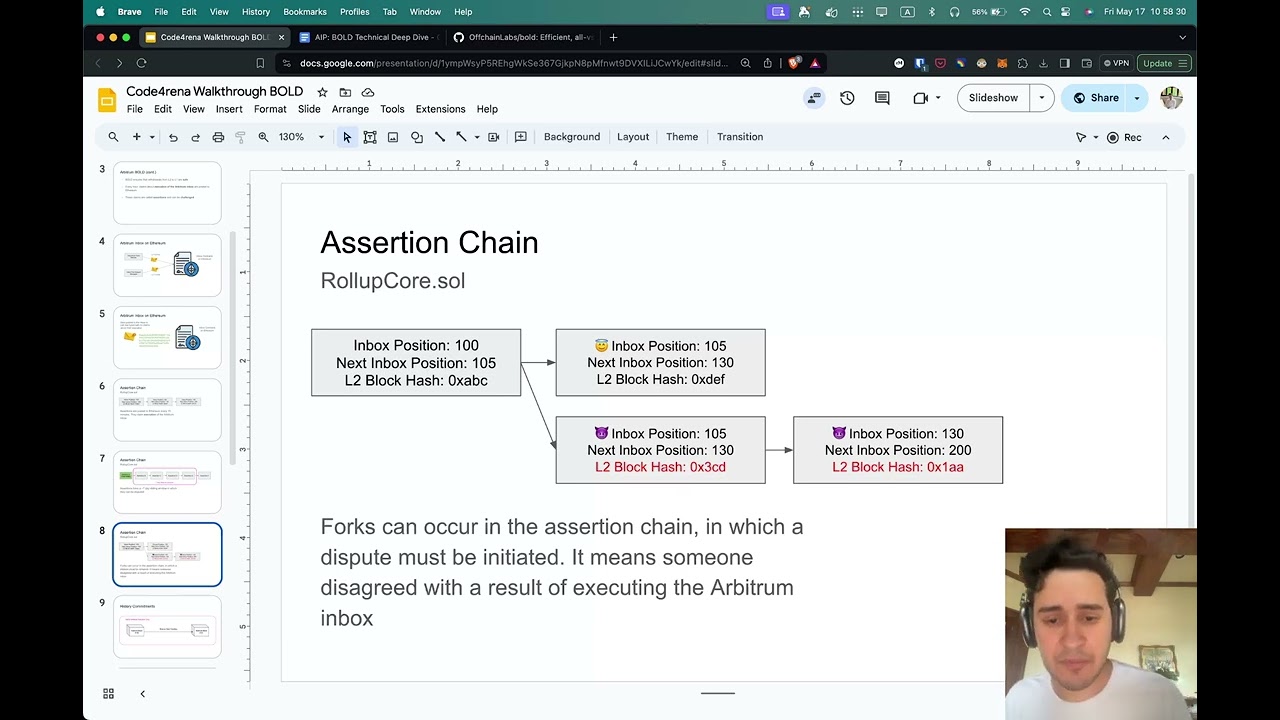 Brave File Edit View History Bookmarks Profiles Tab Window Help
56% Fri May 17 10 58 30
Code4rena Walkthrough BOLD
AIP: BOLD Technical Deep Dive -
OffchainLabs/bold: Efficient, all-v
docs.google.com/presentation/d/1ympWsyP5REhgWkSe367GjkpN8pMfnwt9DVXlLiJCwYk/edit#slid...
VPN
Update
Code4rena Walkthrough BOLD
File Edit View Insert Format Slide Arrange Tools Extensions Help
Slideshow
Share
130%
Background Layout Theme Transition
Rec
1 2 3 4 5 6 7 8 9
3
4
5
6
Assertion Chain
7
Assertion Chain
8
Assertion Chain
9
History Commitments
Assertion Chain
RollupCore.sol
Inbox Position: 100
Next Inbox Position: 105
L2 Block Hash: 0xabc
😇 Inbox Position: 105
Next Inbox Position: 130
L2 Block Hash: 0xdef
😈 Inbox Position: 105
Next Inbox Position: 130
L2 Block Hash: 0x3cd
😈 Inbox Position: 130
Next Inbox Position: 200
L2 Block Hash: 0x1aa
Forks can occur in the assertion chain, in which a
dispute must be initiated. It means someone
disagreed with a result of executing the Arbitrum
inbox